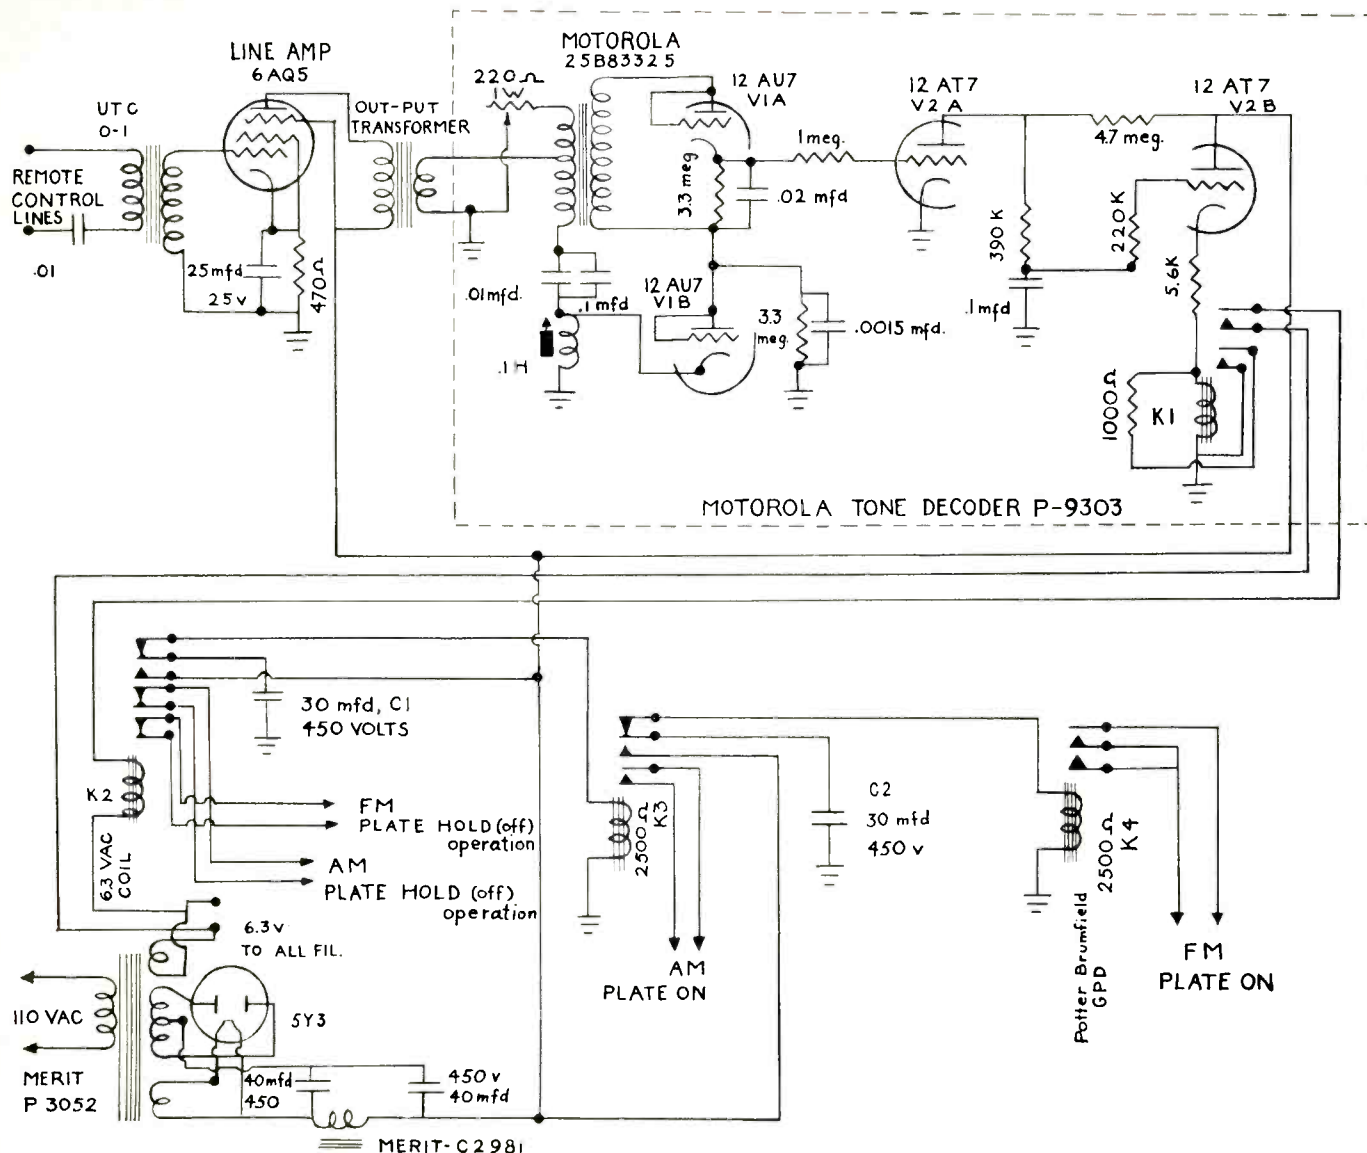 LINE AMP
6AQ5
UTC
O-1
REMOTE
CONTROL
LINES
.01
25mfd
25v
470Ω
OUT-PUT
TRANSFORMER
220Ω
1W
MOTOROLA
25B83325
12 AU7
V1A
3.3 meg
.02 mfd
1meg.
12 AT7
V2A
4.7 meg.
12 AT7
V2B
390K
220K
5.6K
.1mfd
.01mfd.
.1mfd
.1H
12 AU7
V1B
3.3
meg.
.0015 mfd.
1000Ω
K1
MOTOROLA TONE DECODER P-9303
30 mfd, C1
450 VOLTS
K2
6.3 VAC
COIL
FM
PLATE HOLD (off)
operation
AM
PLATE HOLD (off)
operation
2500Ω
K3
C2
30 mfd
450 v
2500Ω
K4
Potter Brumfield
GPD
AM
PLATE ON
FM
PLATE ON
6.3v
TO ALL FIL.
110 VAC
5Y3
MERIT
P 3052
40mfd
450
450v
40mfd
MERIT-C2981